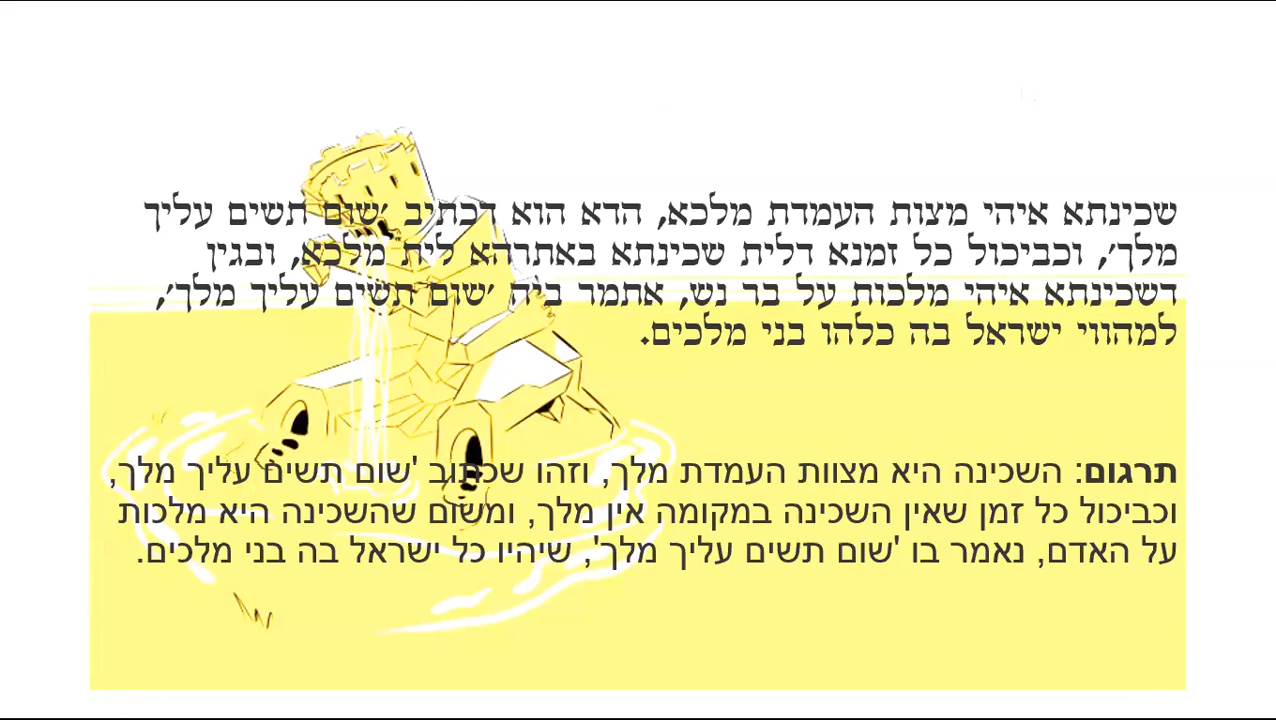 שכינתא איהי מצות העמדת מלכא, הדא הוא דכתיב ׳שום תשים עליך
מלך׳, וכביכול כל זמנא דלית שכינתא באתרהא לית מלכא, ובגין
דשכינתא איהי מלכות על בר נש, אתמר ביה ׳שום תשים עליך מלך׳,
למהווי ישראל בה כלהו בני מלכים.
תרגום: השכינה היא מצוות העמדת מלך, וזהו שכתוב 'שום תשים עליך מלך,
וכביכול כל זמן שאין השכינה במקומה אין מלך, ומשום שהשכינה היא מלכות
על האדם, נאמר בו 'שום תשים עליך מלך', שיהיו כל ישראל בה בני מלכים.